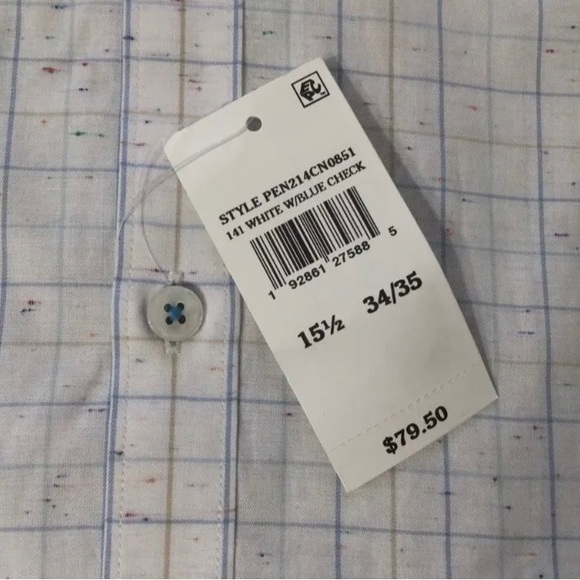 STYLE PEN214CN0851
141 WHITE W/BLUE CHECK
1 92861 27588 5
15½ 34/35
$79.50